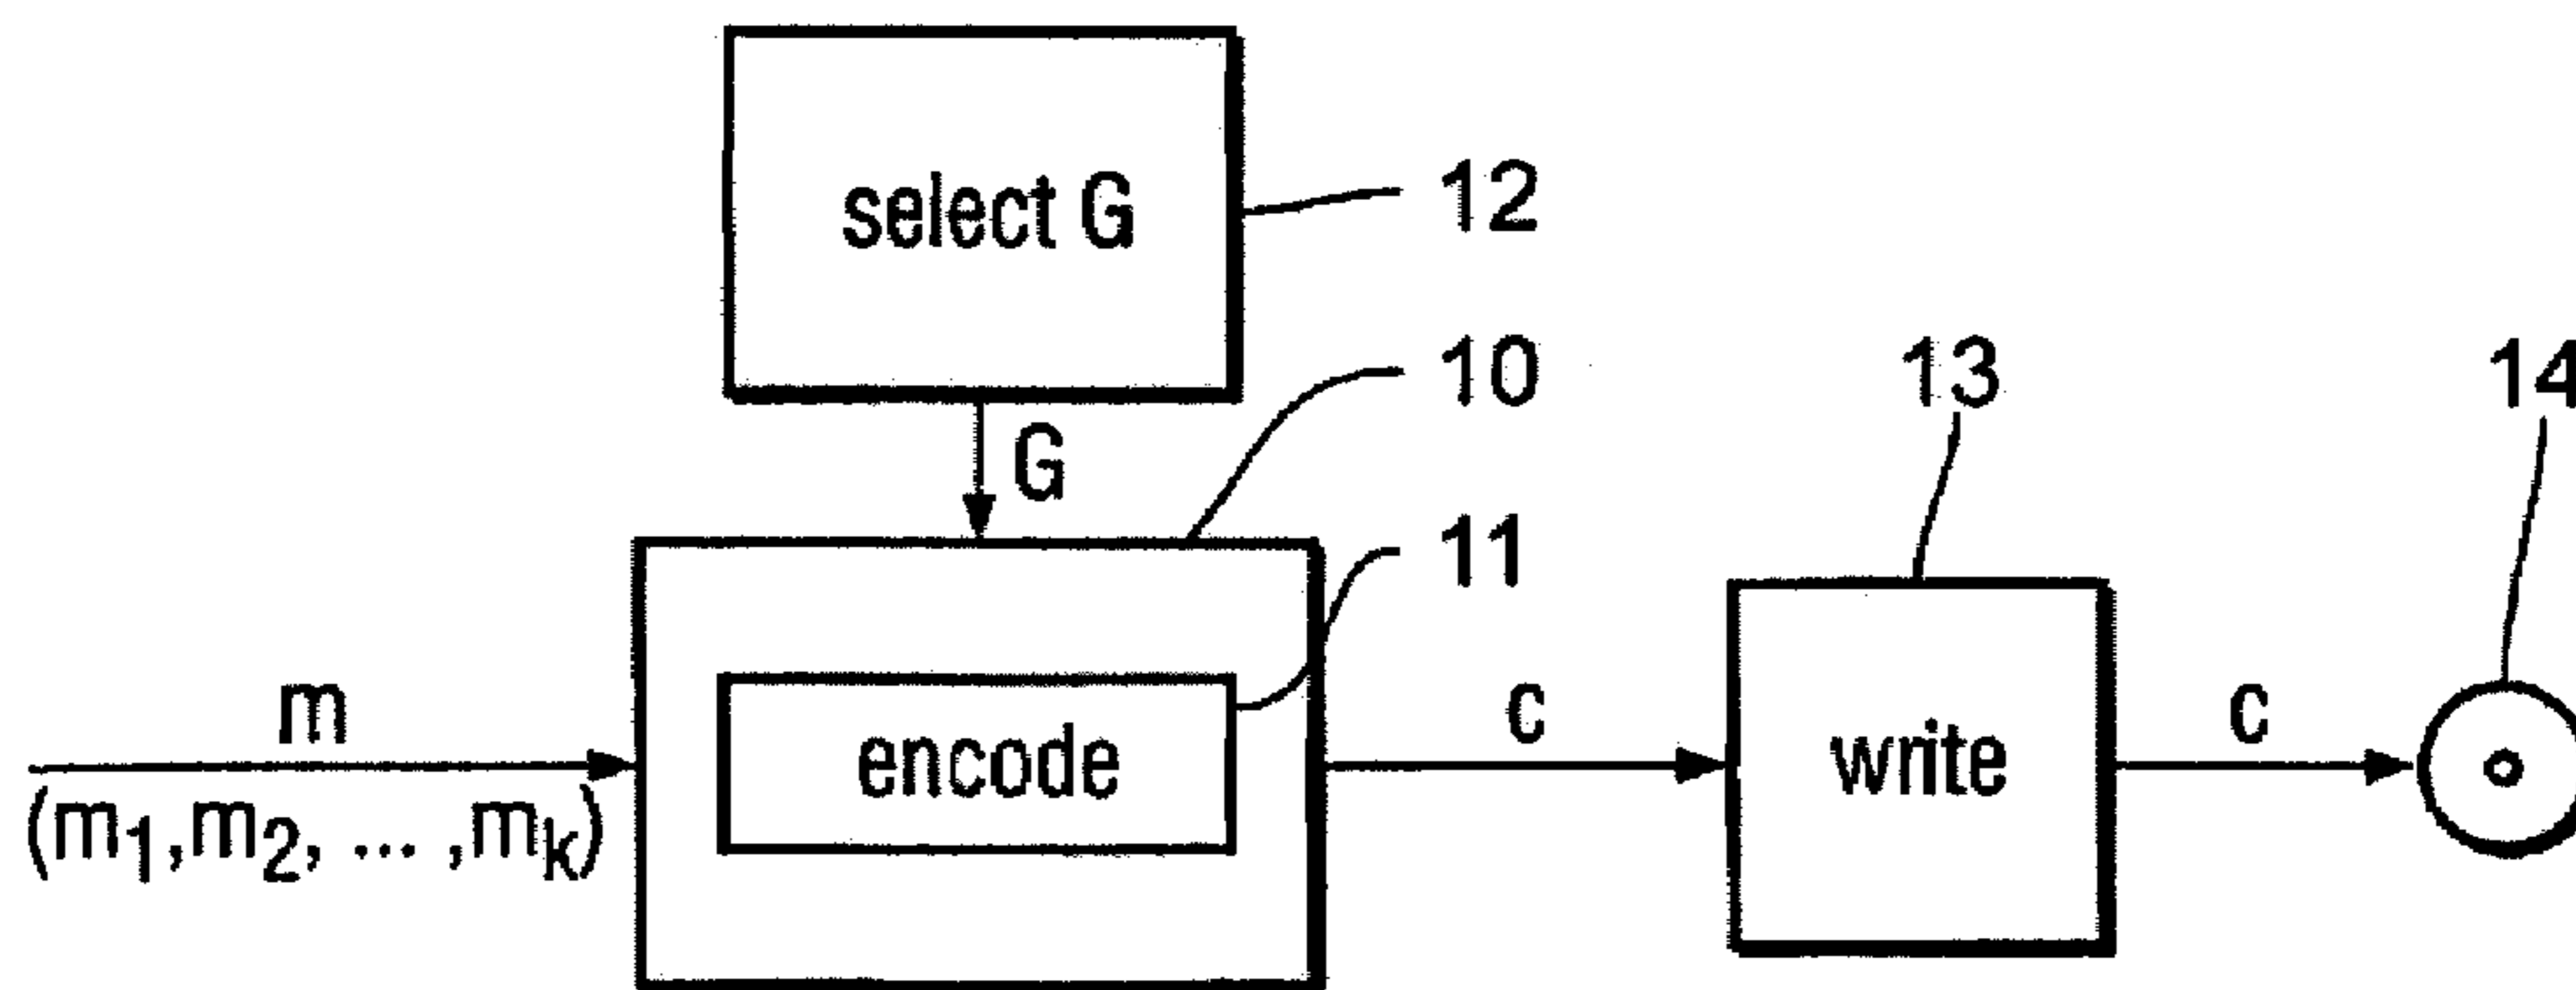 select G
12
10
13
14
G
11
m
(m1,m2, ... ,mk)
encode
c
write
c